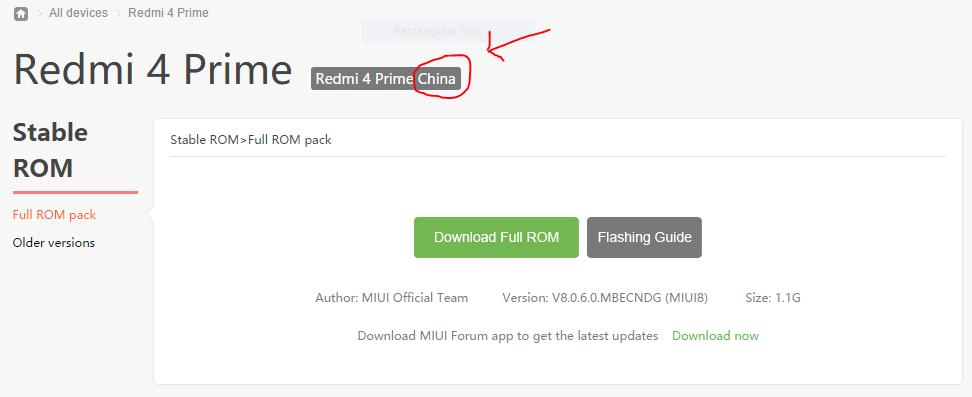 All devices > Redmi 4 Prime
Rectangular Snip
Redmi 4 Prime Redmi 4 Prime China
Stable
ROM
Full ROM pack
Older versions
Stable ROM>Full ROM pack
Download Full ROM Flashing Guide
Author: MIUI Official Team Version: V8.0.6.0.MBECNDG (MIUI8) Size: 1.1G
Download MIUI Forum app to get the latest updates Download now